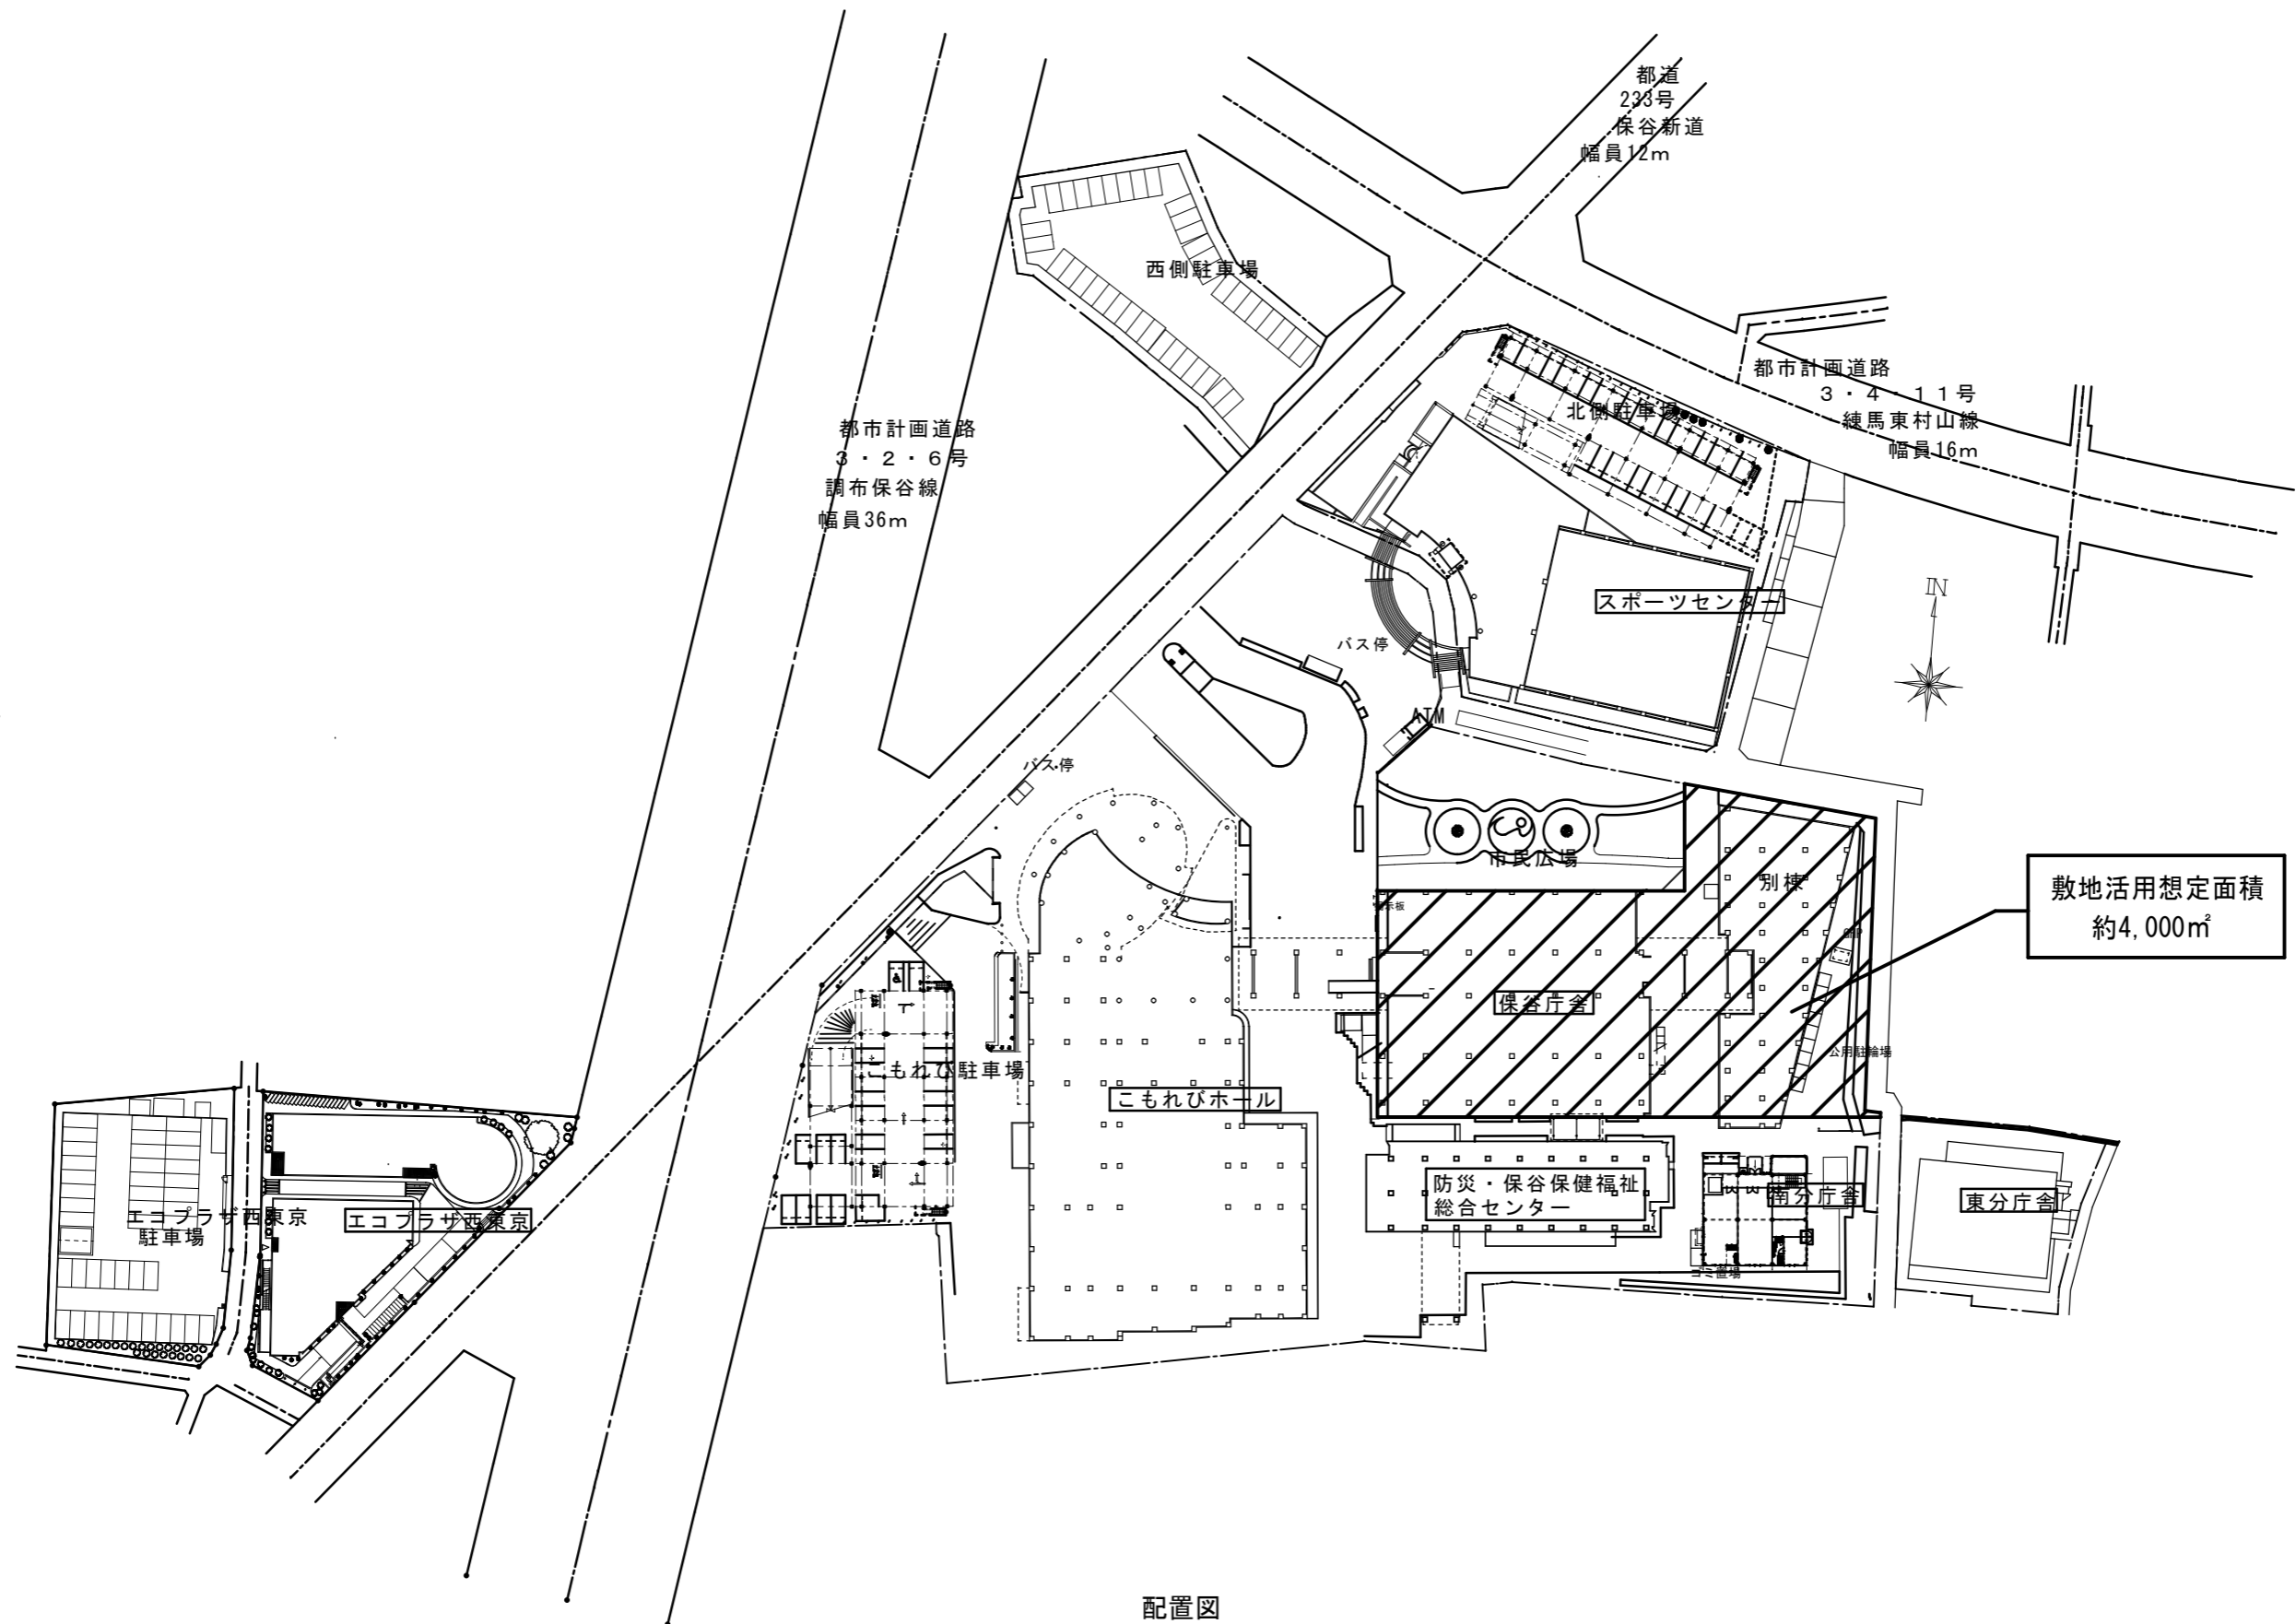 都道
233号
保谷新道
幅員12m
西側駐車場
都市計画道路
3・4・11号
練馬東村山線
幅員16m
北側駐車場
都市計画道路
3・2・6号
調布保谷線
幅員36m
スポーツセンター
IN
バス停
ATM
バス停
市民広場
別棟
敷地活用想定面積
約4,000㎡
保谷庁舎
公用駐輪場
こもれび駐車場
こもれびホール
防災・保谷保健福祉
総合センター
南分庁舎
東分庁舎
エコプラザ西東京
駐車場
エコプラザ西東京
ゴミ置場
配置図